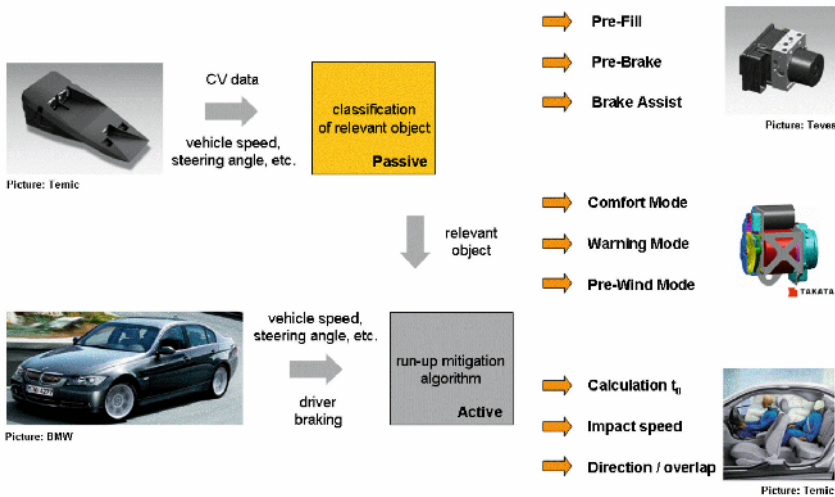 CV data
vehicle speed,
steering angle, etc.
Picture: Temic
classification
of relevant object
Passive
relevant
object
vehicle speed,
steering angle, etc.
driver
braking
Picture: BMW
run-up mitigation
algorithm
Active
Pre-Fill
Pre-Brake
Brake Assist
Picture: Teves
Comfort Mode
Warning Mode
Pre-Wind Mode
TAKATA
Calculation t₀
Impact speed
Direction / overlap
Picture: Temic